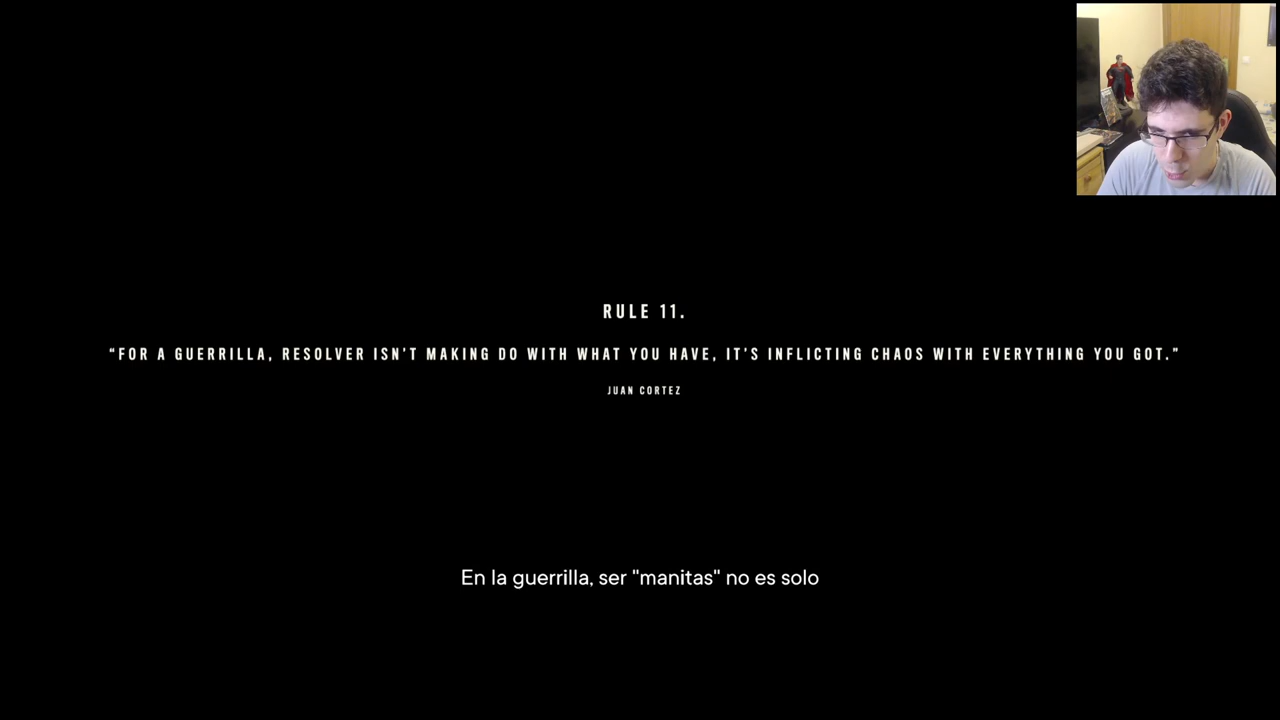 RULE 11.
“FOR A GUERRILLA, RESOLVER ISN’T MAKING DO WITH WHAT YOU HAVE, IT’S INFLICTING CHAOS WITH EVERYTHING YOU GOT.”
JUAN CORTEZ
En la guerrilla, ser "manitas" no es solo